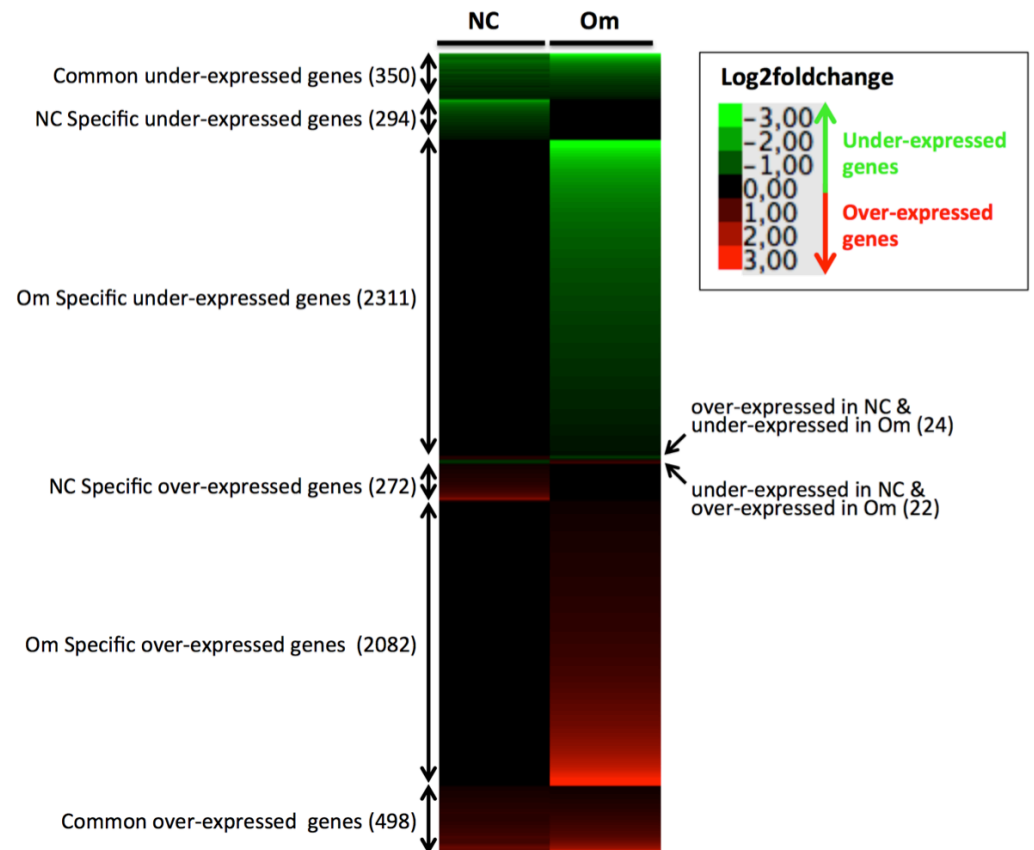 NC Om
Common under-expressed genes (350)
NC Specific under-expressed genes (294)
Om Specific under-expressed genes (2311)
NC Specific over-expressed genes (272)
Om Specific over-expressed genes (2082)
Common over-expressed genes (498)
over-expressed in NC &
under-expressed in Om (24)
under-expressed in NC &
over-expressed in Om (22)
Log2foldchange
-3,00
-2,00
-1,00
0,00
1,00
2,00
3,00
Under-expressed
genes
Over-expressed
genes